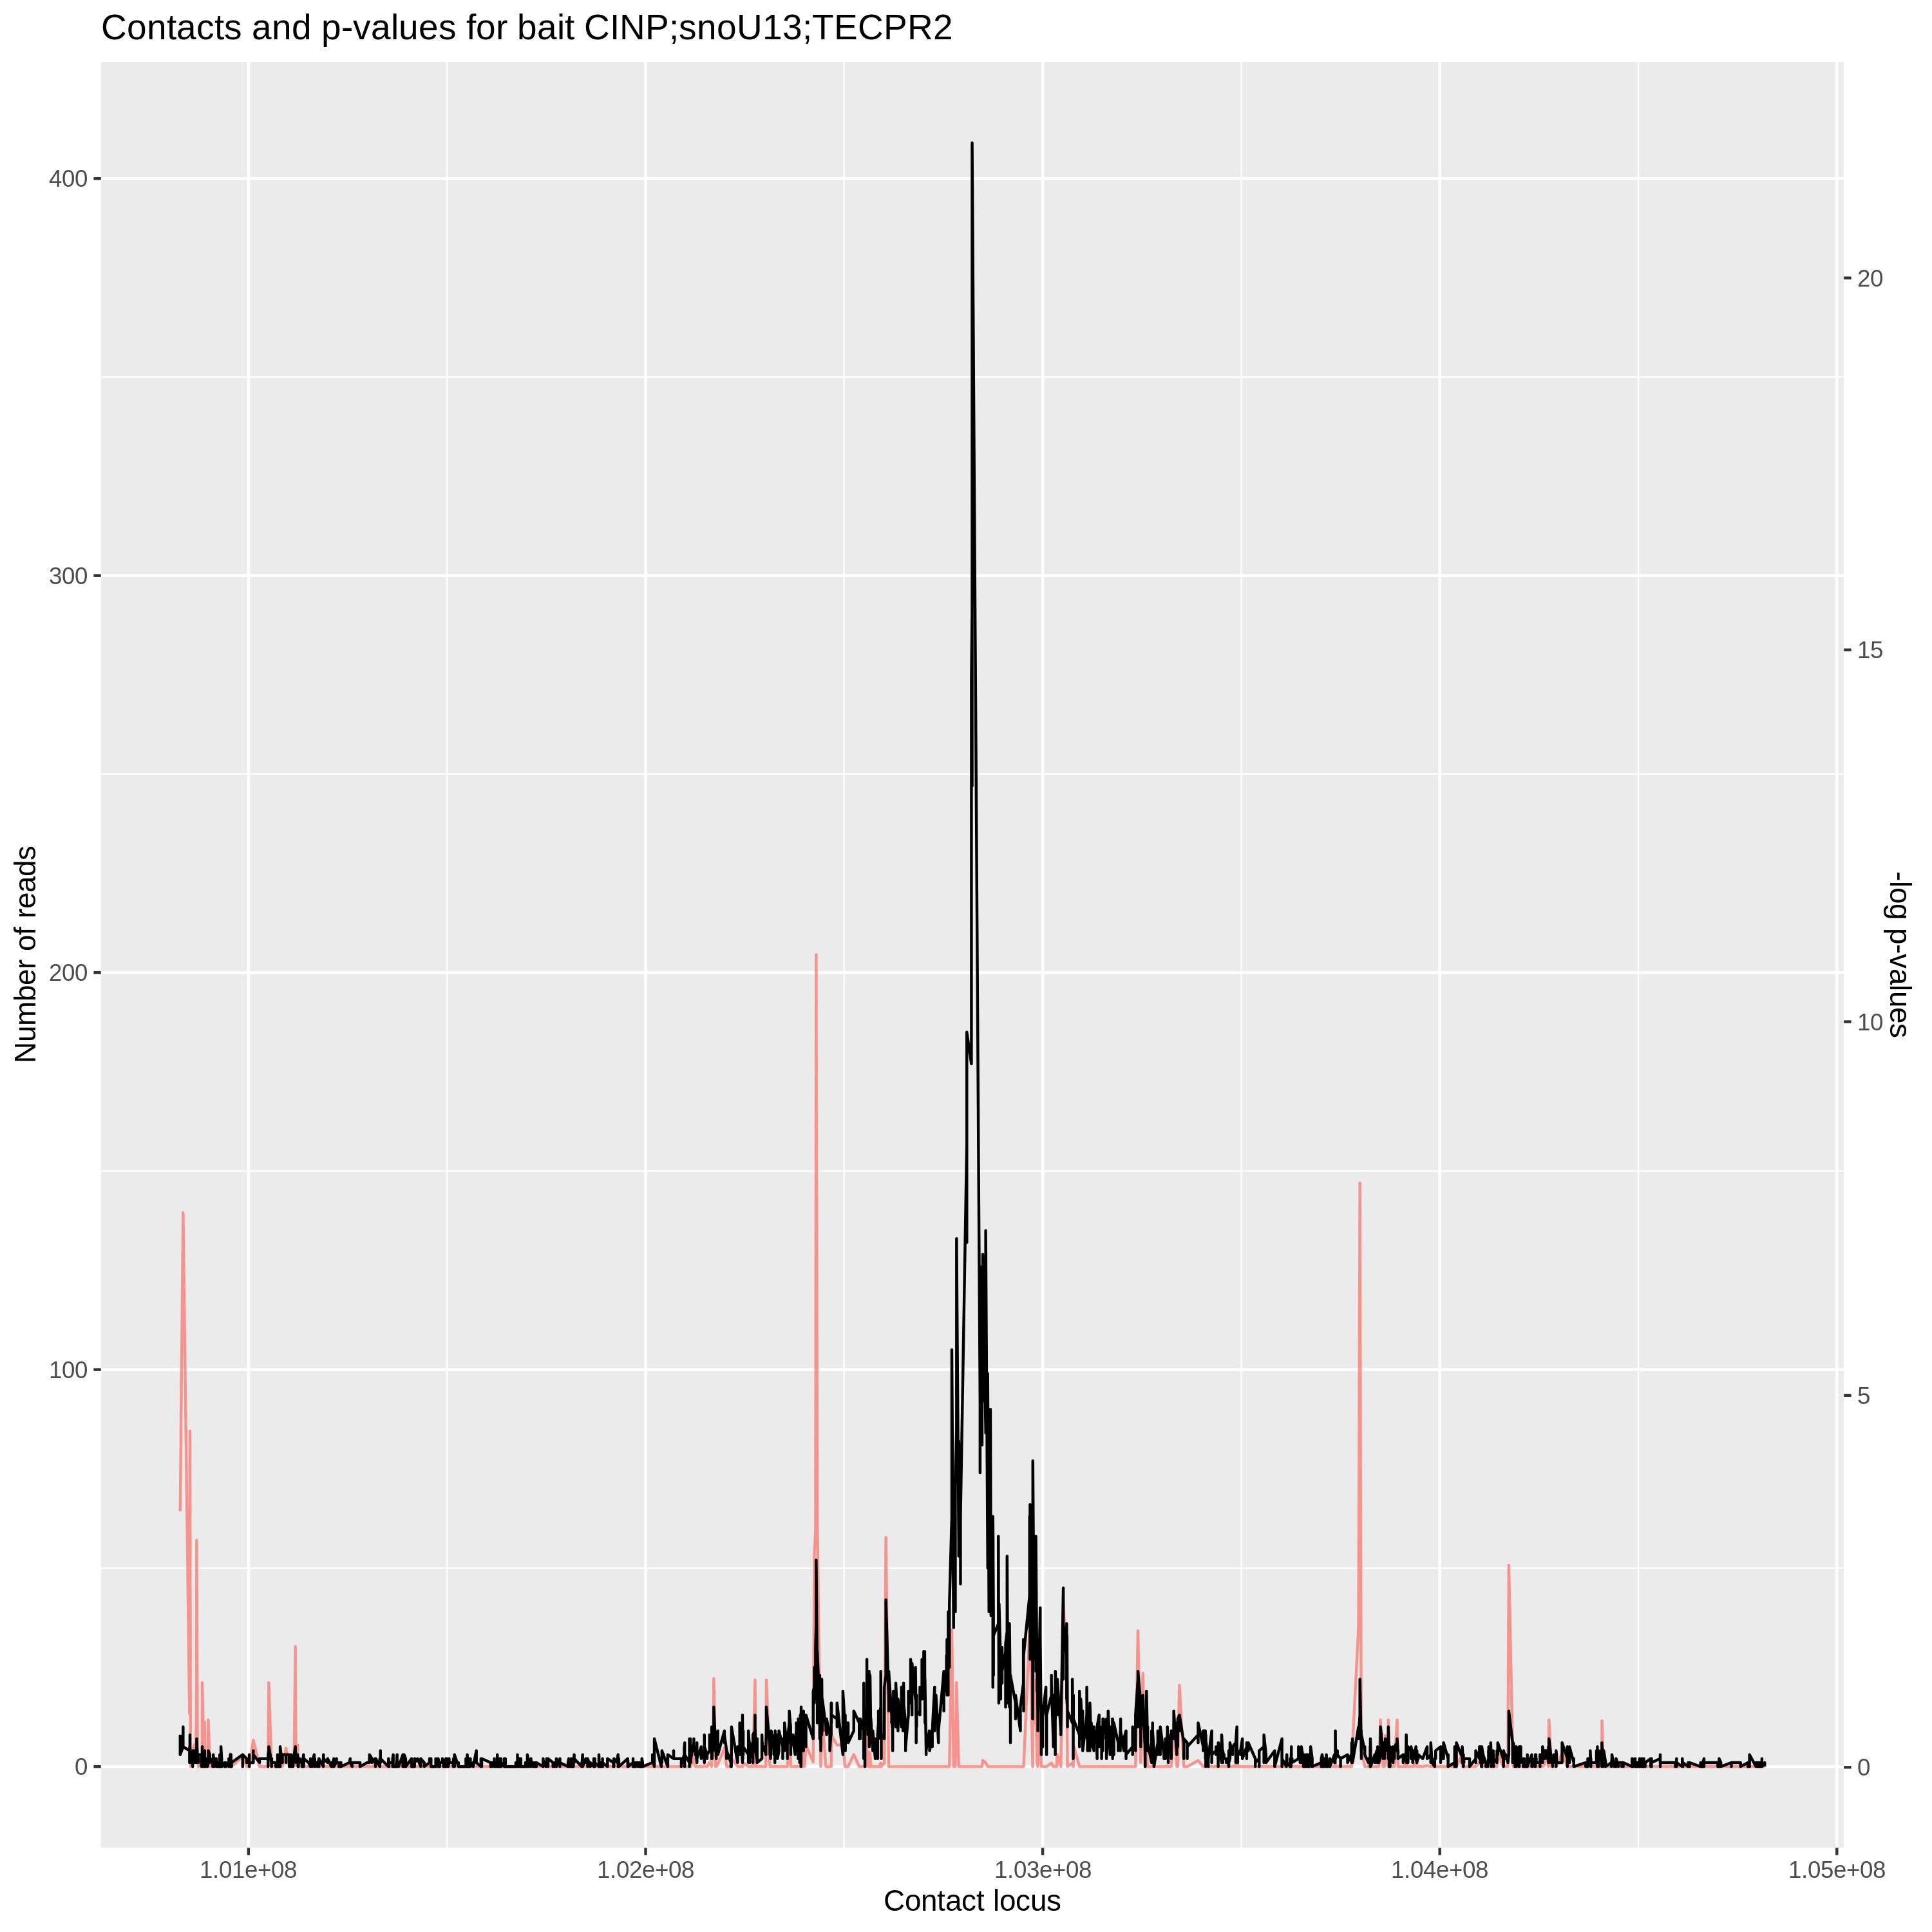 Contacts and p-values for bait CINP;snoU13;TECPR2
400
300
200
100
0
Number of reads
20
15
10
5
0
-log p-values
1.01e+08
1.02e+08
1.03e+08
1.04e+08
1.05e+08
Contact locus